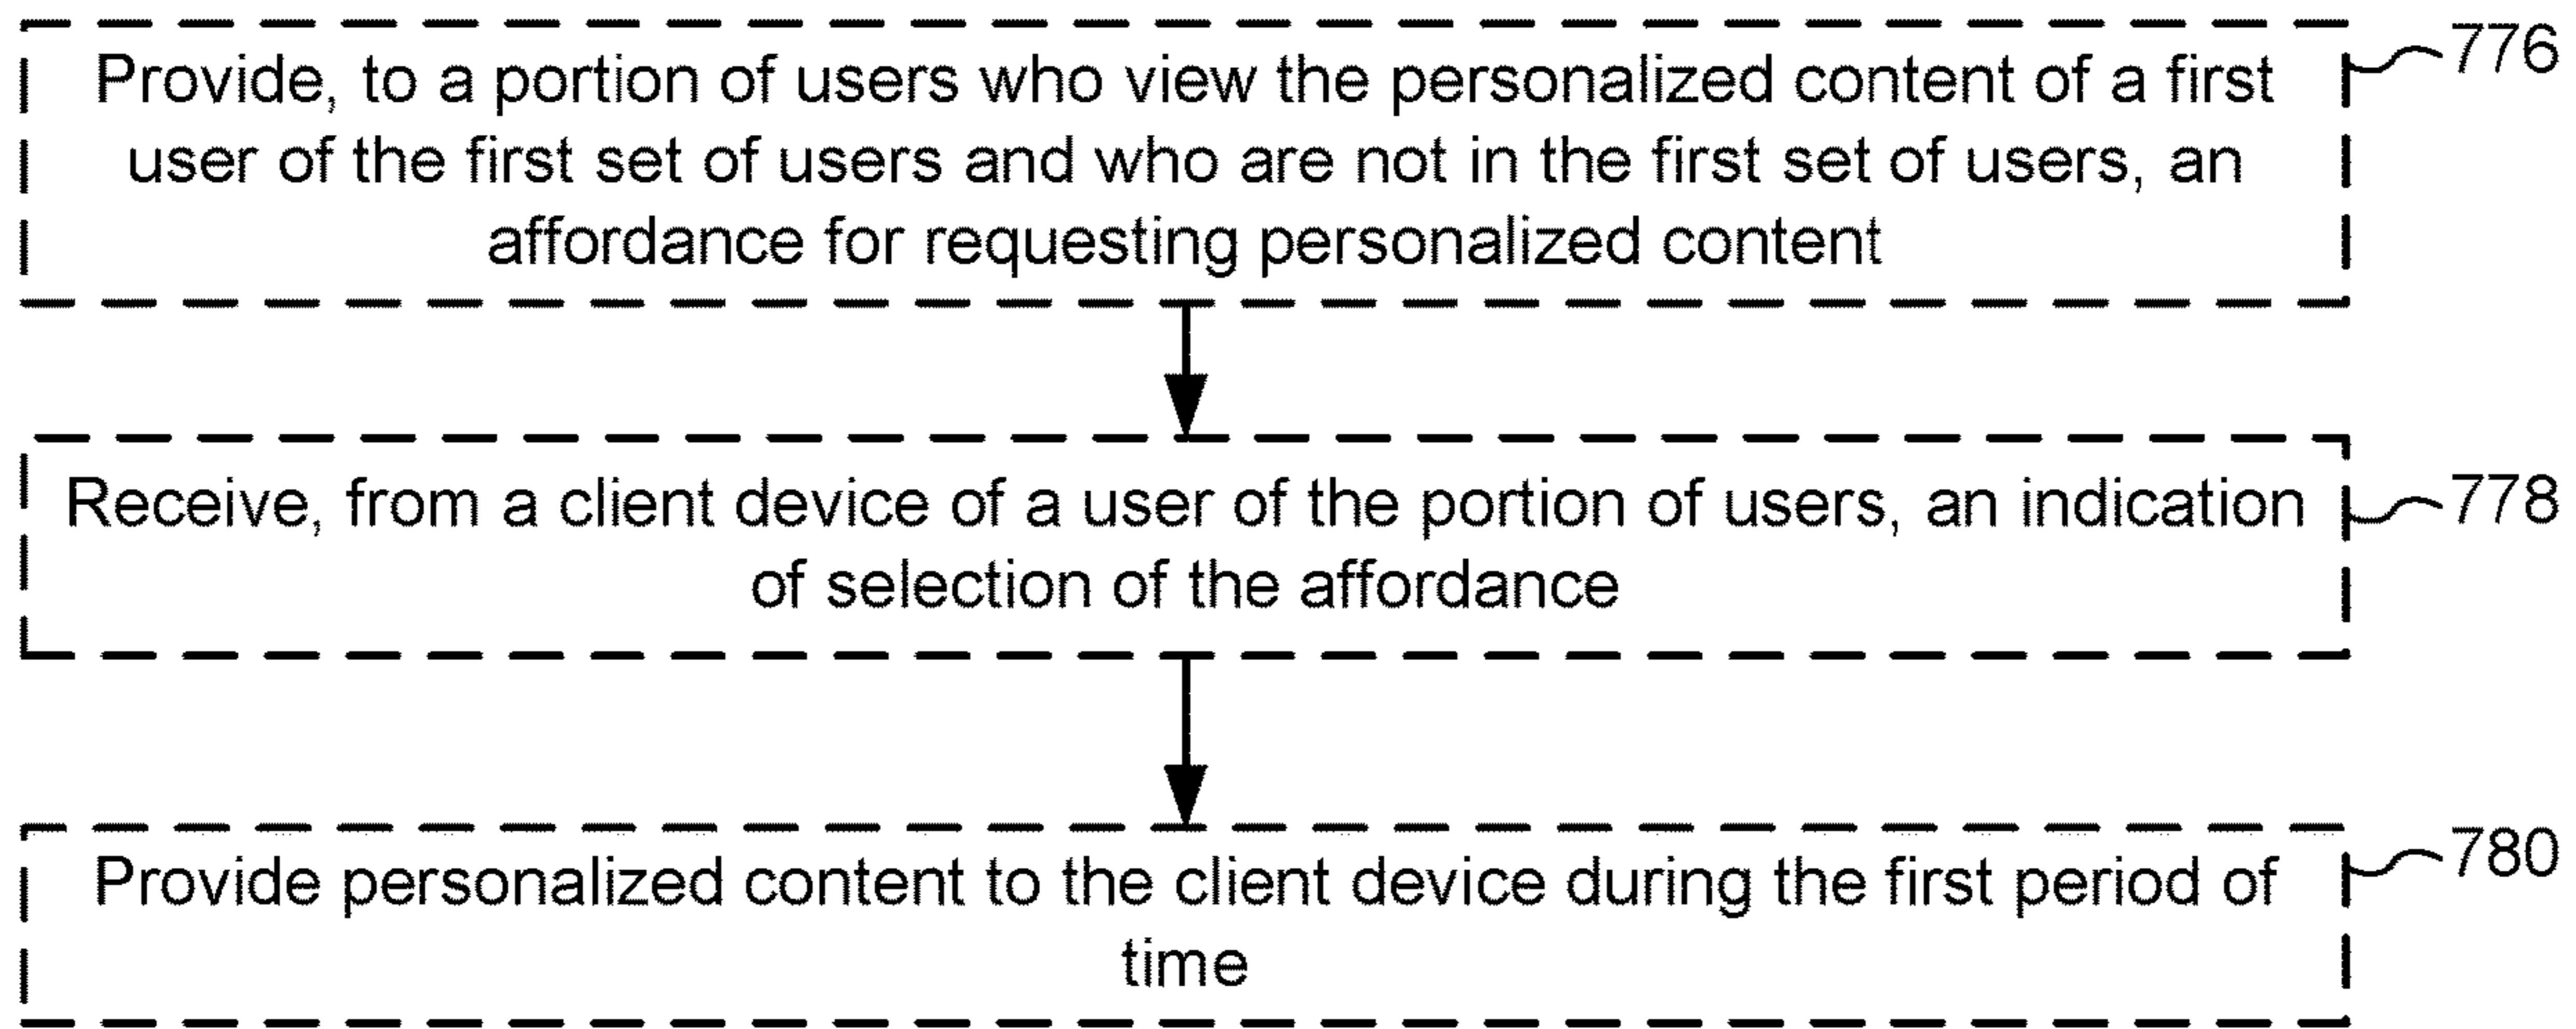 Provide, to a portion of users who view the personalized content of a first
user of the first set of users and who are not in the first set of users, an
affordance for requesting personalized content
776
Receive, from a client device of a user of the portion of users, an indication
of selection of the affordance
778
Provide personalized content to the client device during the first period of
time
780